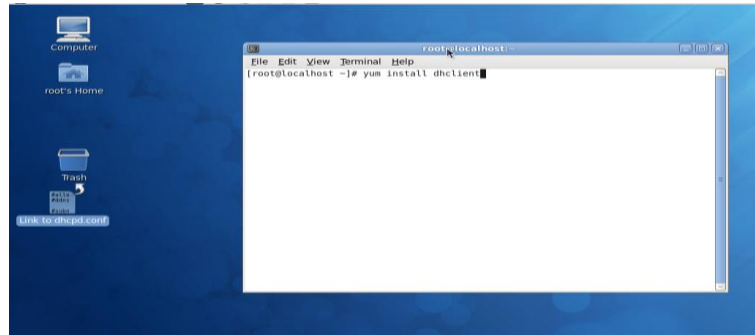 Computer
root's Home
Trash
Link to dhcpd.conf
root@localhost:~
File Edit View Terminal Help
[root@localhost ~]# yum install dhclient